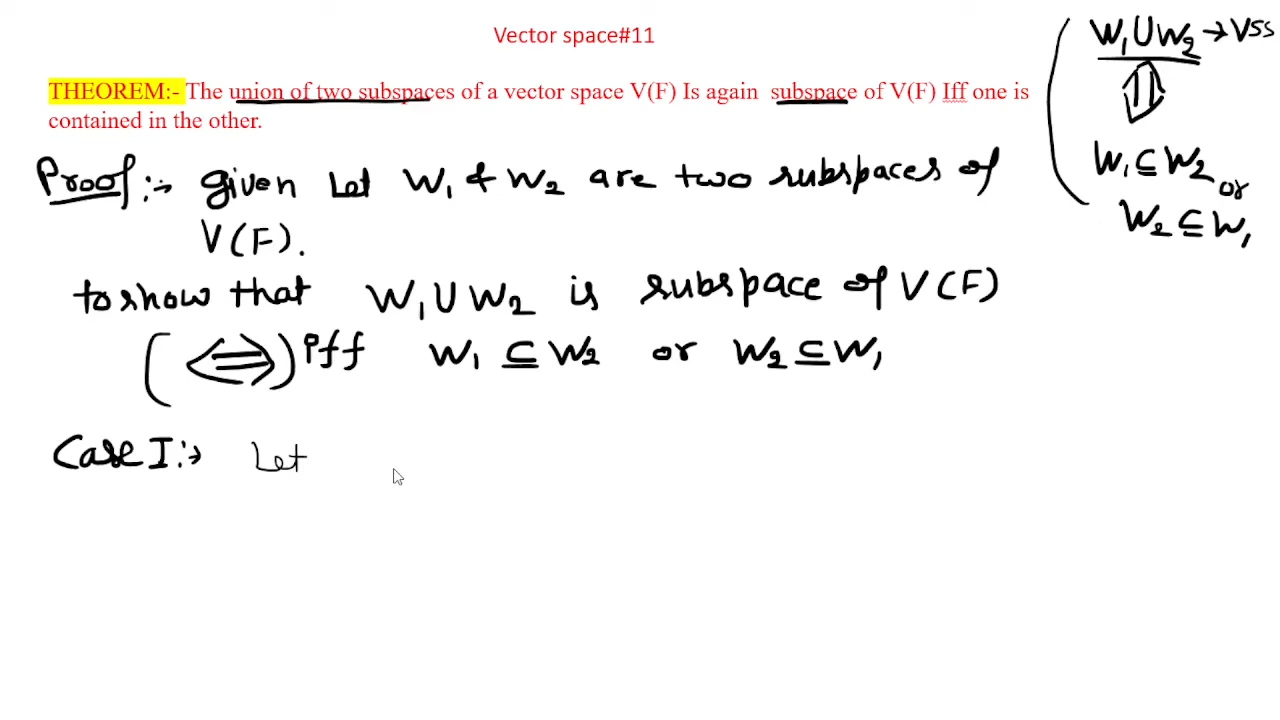 Vector space#11
THEOREM:- The union of two subspaces of a vector space V(F) Is again subspace of V(F) Iff one is
contained in the other.
W₁ ∪ W₂ → VSS
⇕
W₁ ⊆ W₂
or
W₂ ⊆ W₁
Proof :→ given Let W₁ & W₂ are two subspaces of
V(F).
to show that W₁ ∪ W₂ is subspace of V(F)
(⟺) iff W₁ ⊆ W₂ or W₂ ⊆ W₁
Case I :→ Let